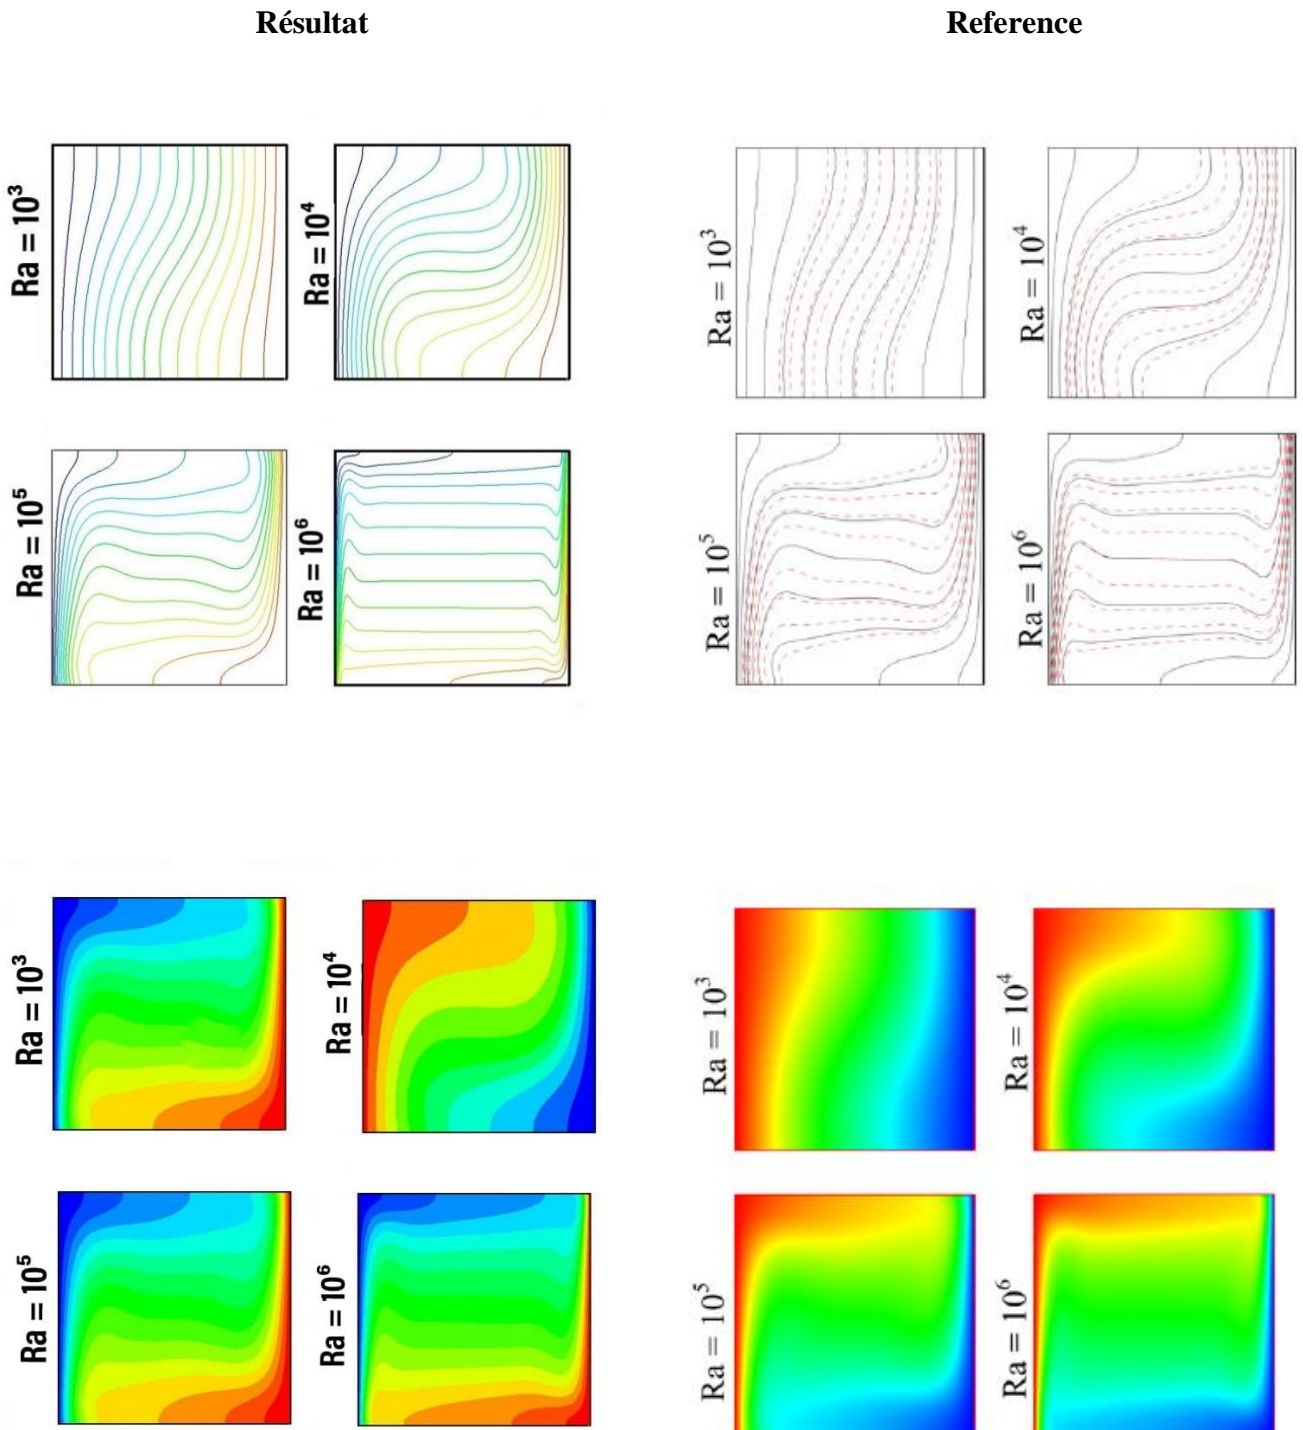 Résultat
Reference
Ra = 10³
Ra = 10⁴
Ra = 10³
Ra = 10⁴
Ra = 10⁵
Ra = 10⁶
Ra = 10⁵
Ra = 10⁶
Ra = 10³
Ra = 10⁴
Ra = 10³
Ra = 10⁴
Ra = 10⁵
Ra = 10⁶
Ra = 10⁵
Ra = 10⁶